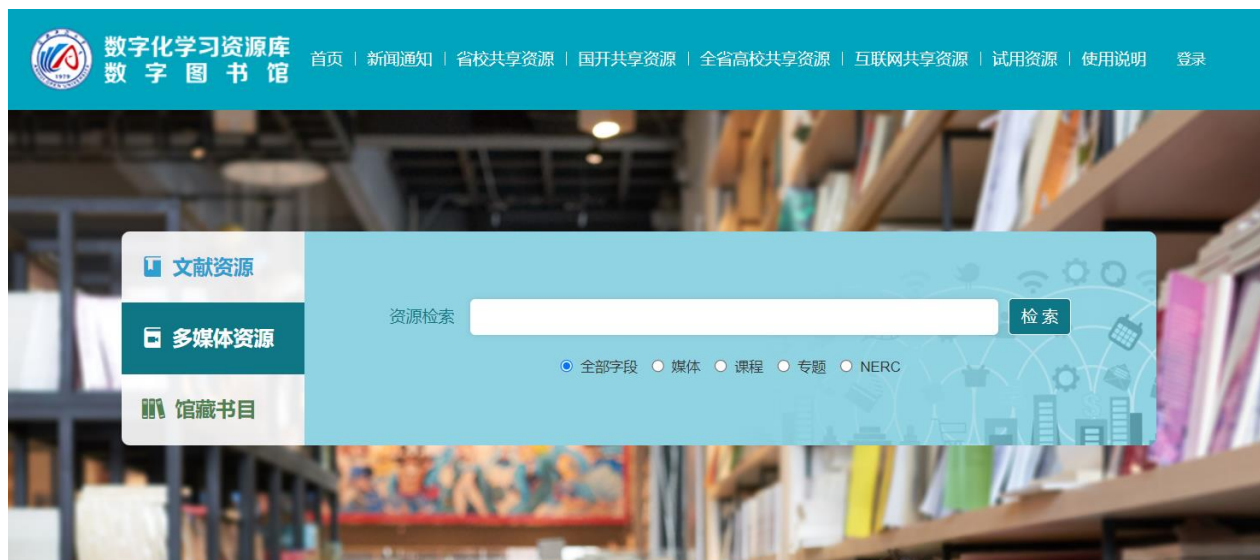 数字化学习资源库
数字图书馆
首页 | 新闻通知 | 省校共享资源 | 国开共享资源 | 全省高校共享资源 | 互联网共享资源 | 试用资源 | 使用说明 登录
文献资源
多媒体资源
馆藏书目
资源检索 检索
全部字段 媒体 课程 专题 NERC
1979